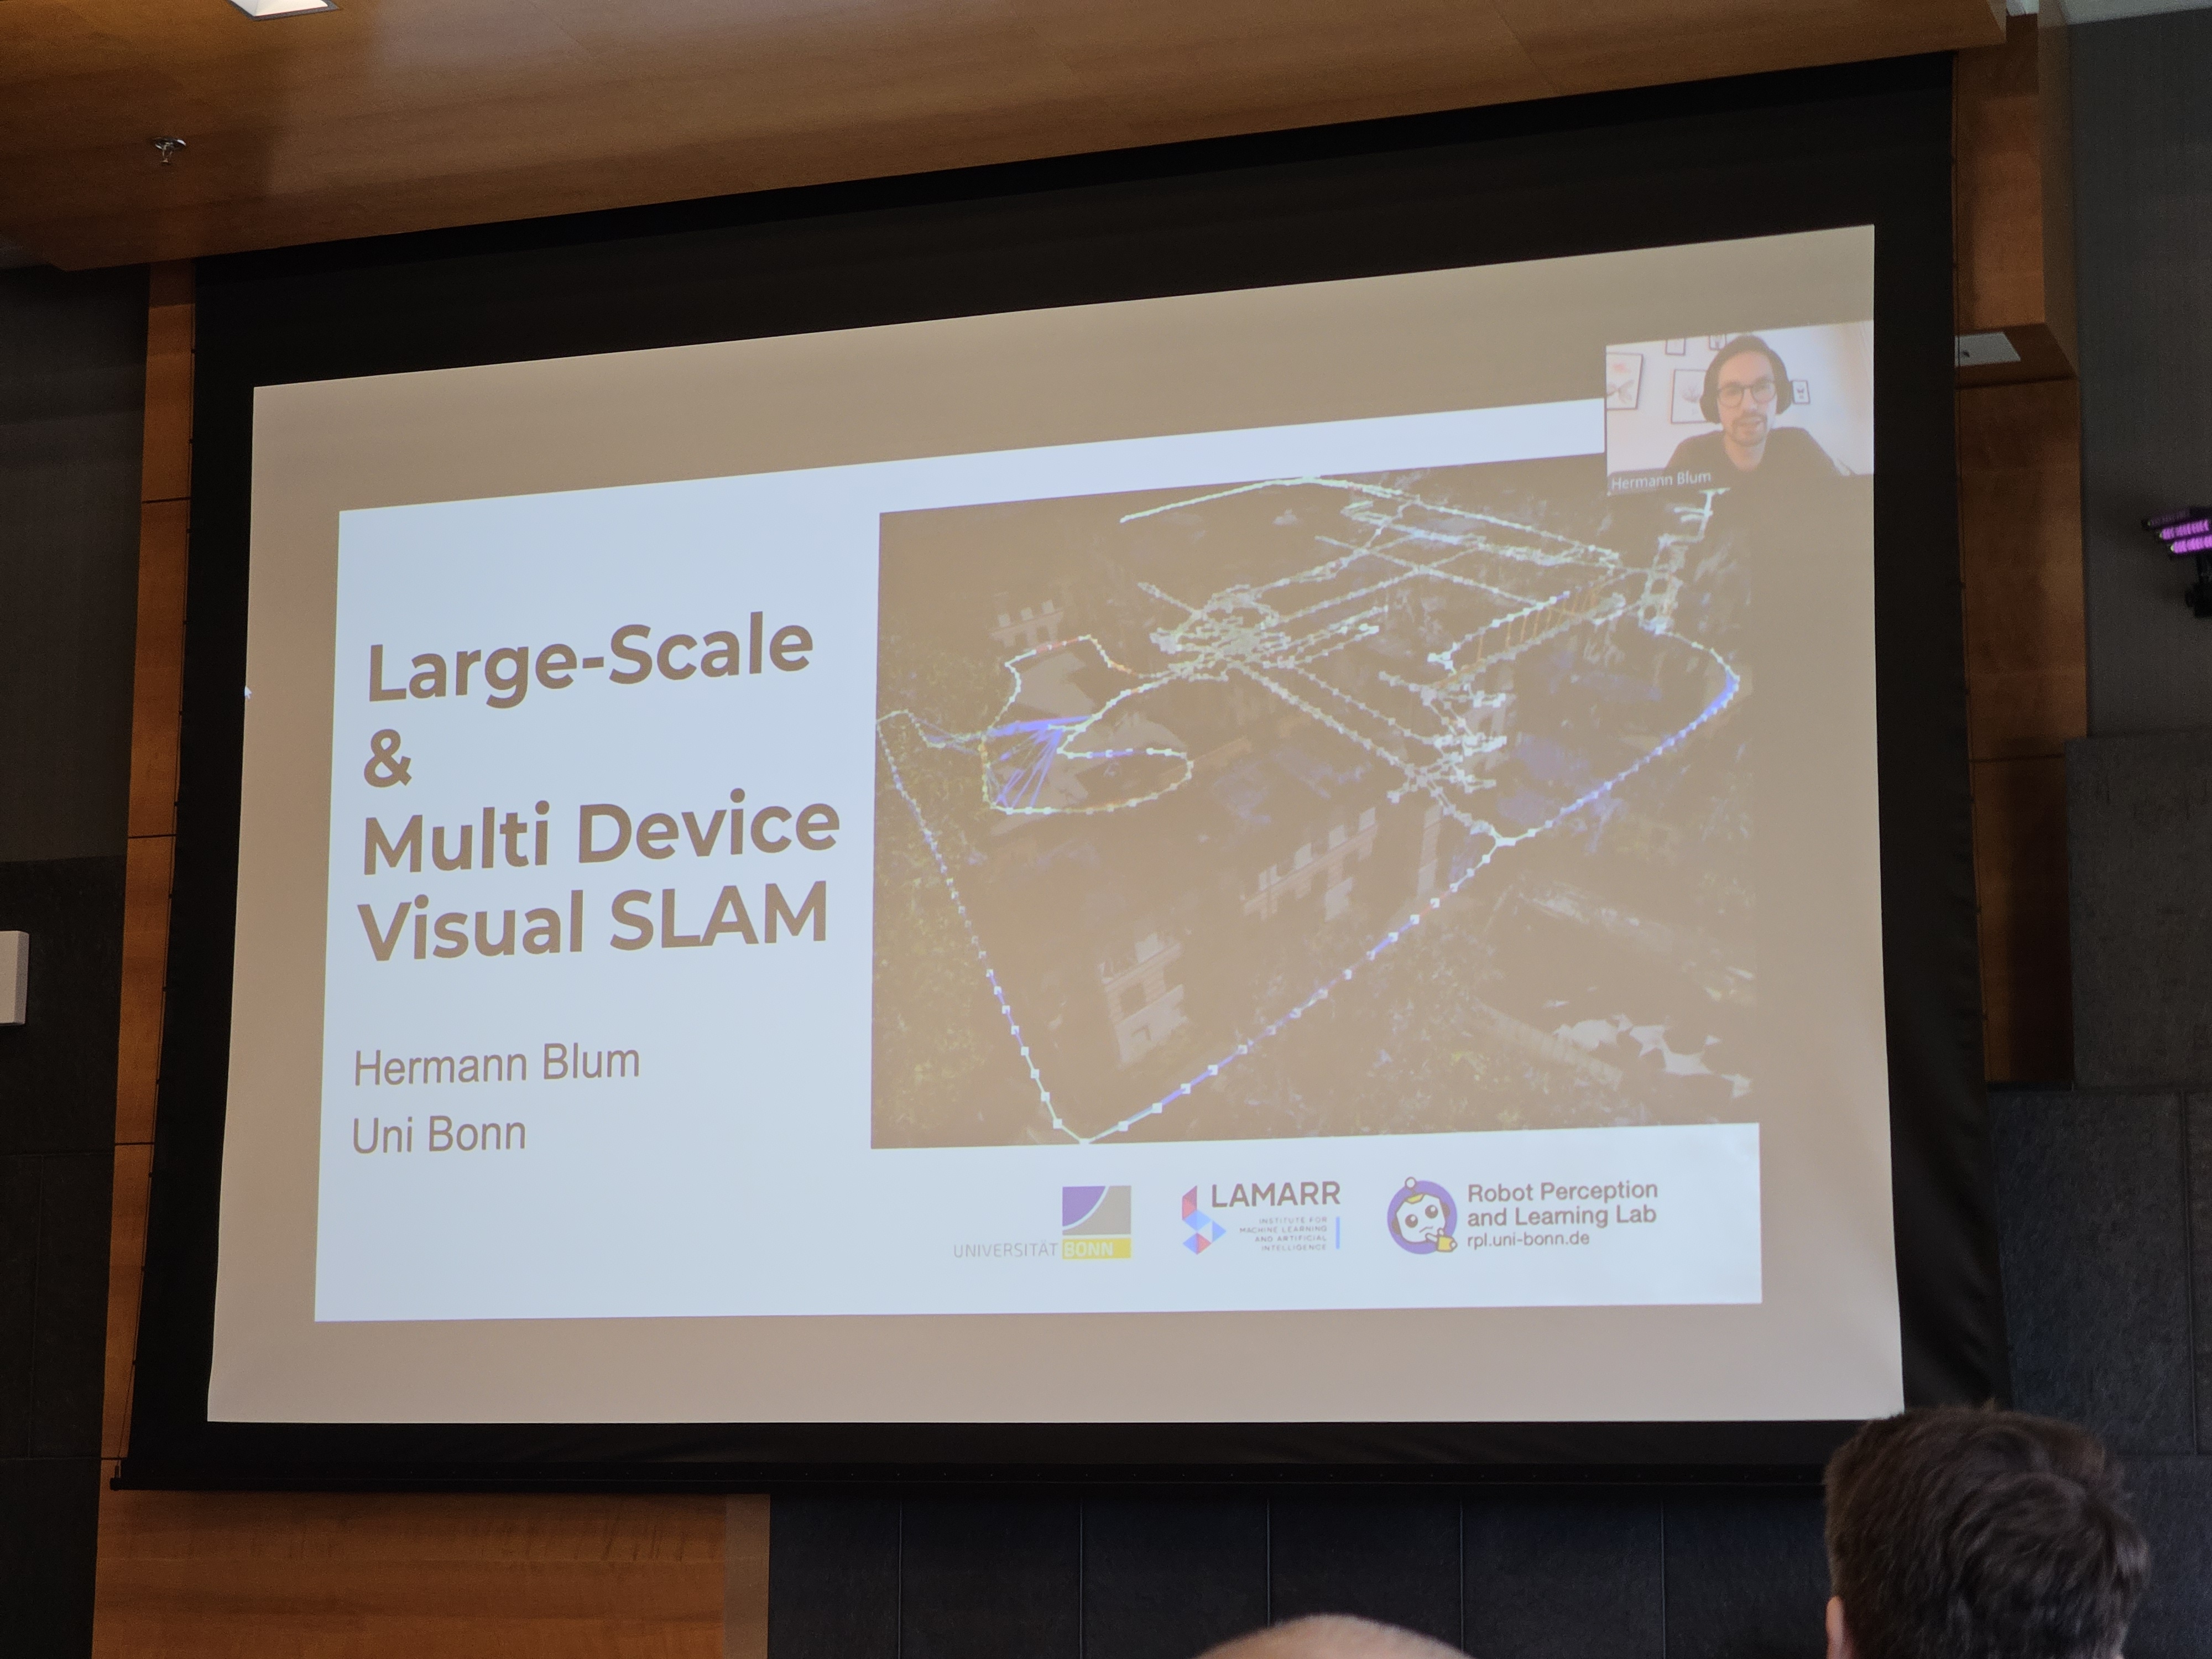 Large-Scale
&
Multi Device
Visual SLAM
Hermann Blum
Uni Bonn
Hermann Blum
UNIVERSITÄT BONN
LAMARR
INSTITUTE FOR
MACHINE LEARNING
AND ARTIFICIAL
INTELLIGENCE
Robot Perception
and Learning Lab
rpl.uni-bonn.de